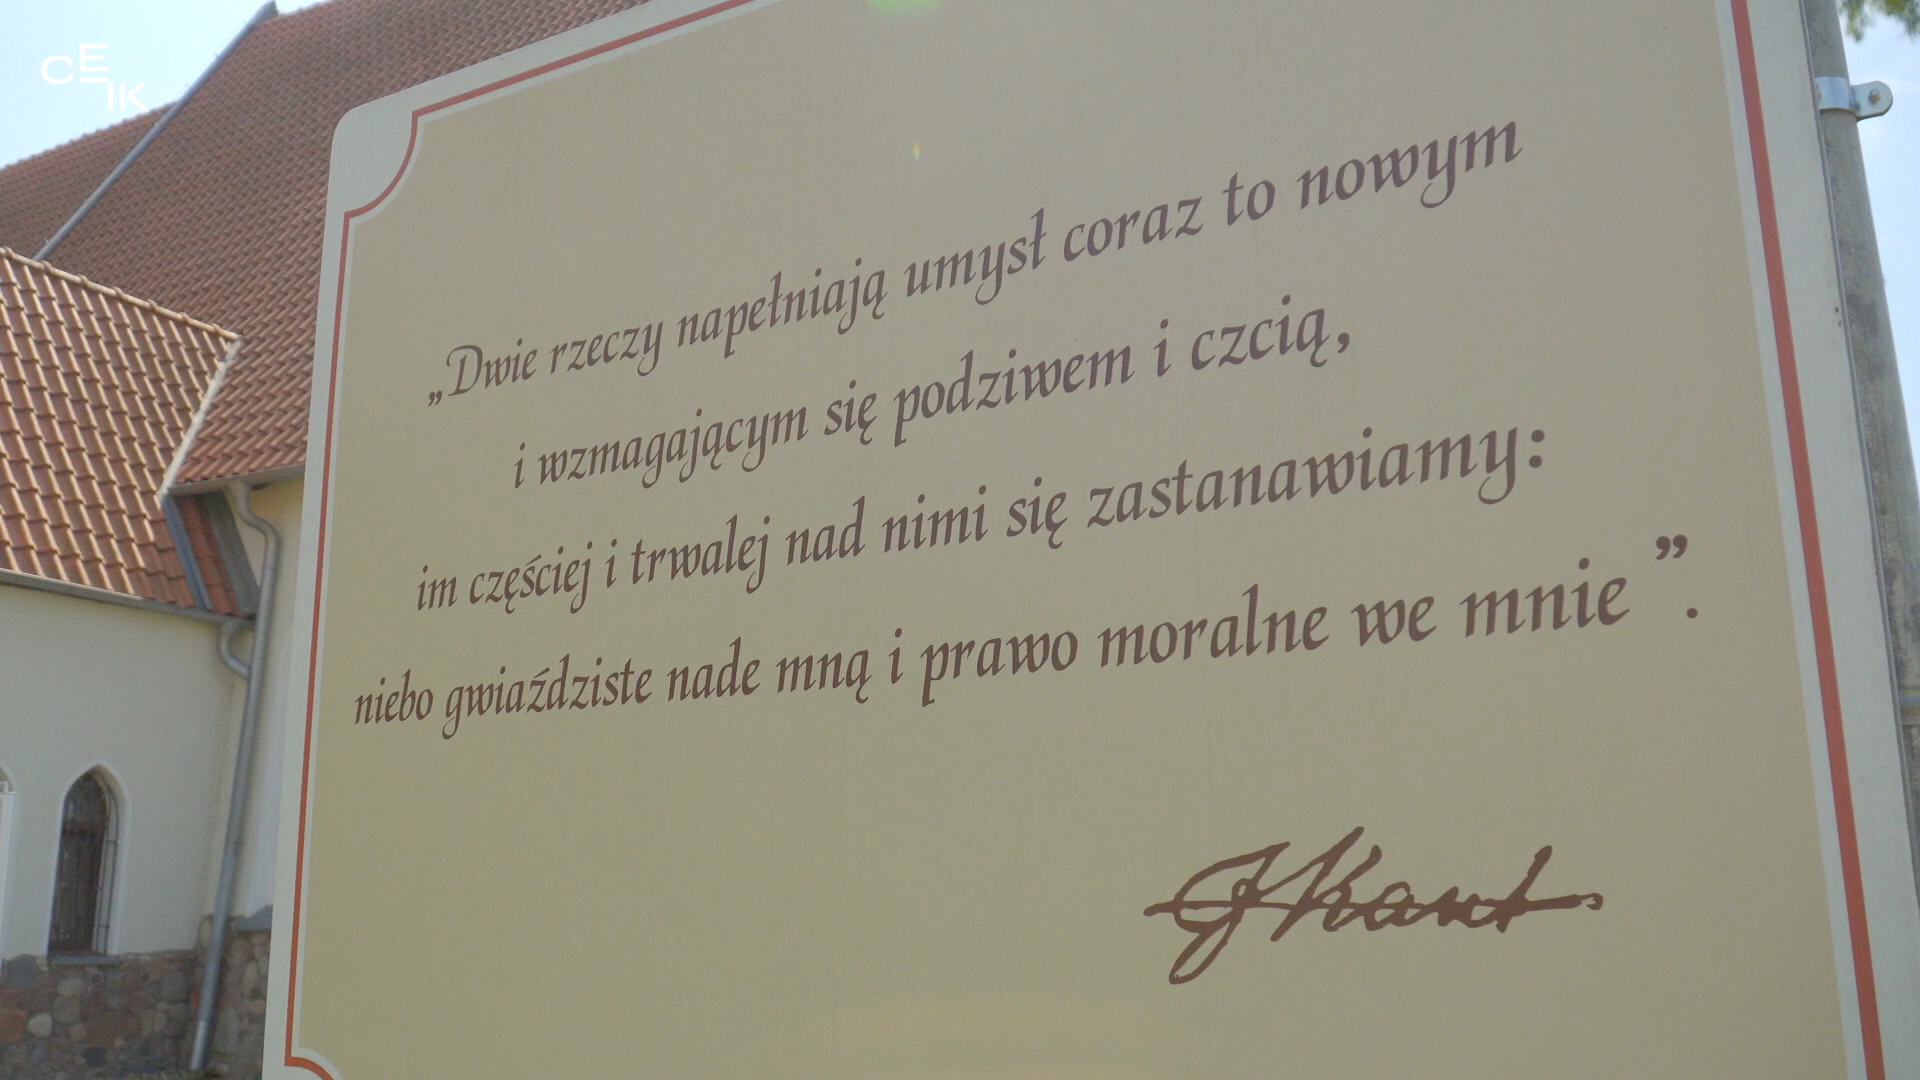 CE
IK
„Dwie rzeczy napełniają umysł coraz to nowym
i wzmagającym się podziwem i czcią,
im częściej i trwalej nad nimi się zastanawiamy:
niebo gwiaździste nade mną i prawo moralne we mnie ”.
I Kant